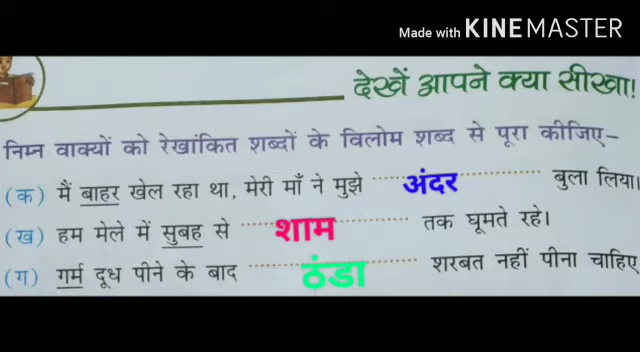 Made with KINEMASTER
देखें आपने क्या सीखा!
निम्न वाक्यों को रेखांकित शब्दों के विलोम शब्द से पूरा कीजिए–
(क) मैं बाहर खेल रहा था, मेरी माँ ने मुझे अंदर बुला लिया।
(ख) हम मेले में सुबह से शाम तक घूमते रहे।
(ग) गर्म दूध पीने के बाद ठंडा शरबत नहीं पीना चाहिए